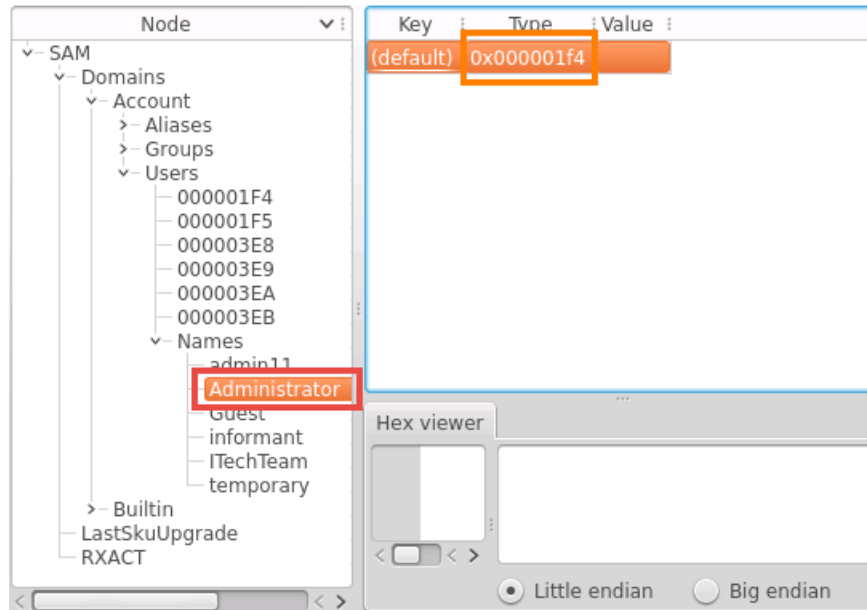 Node
SAM
Domains
Account
Aliases
Groups
Users
000001F4
000001F5
000003E8
000003E9
000003EA
000003EB
Names
admin11
Administrator
Guest
informant
ITechTeam
temporary
Builtin
LastSkuUpgrade
RXACT
Key Type Value
(default) 0x000001f4
Hex viewer
Little endian Big endian